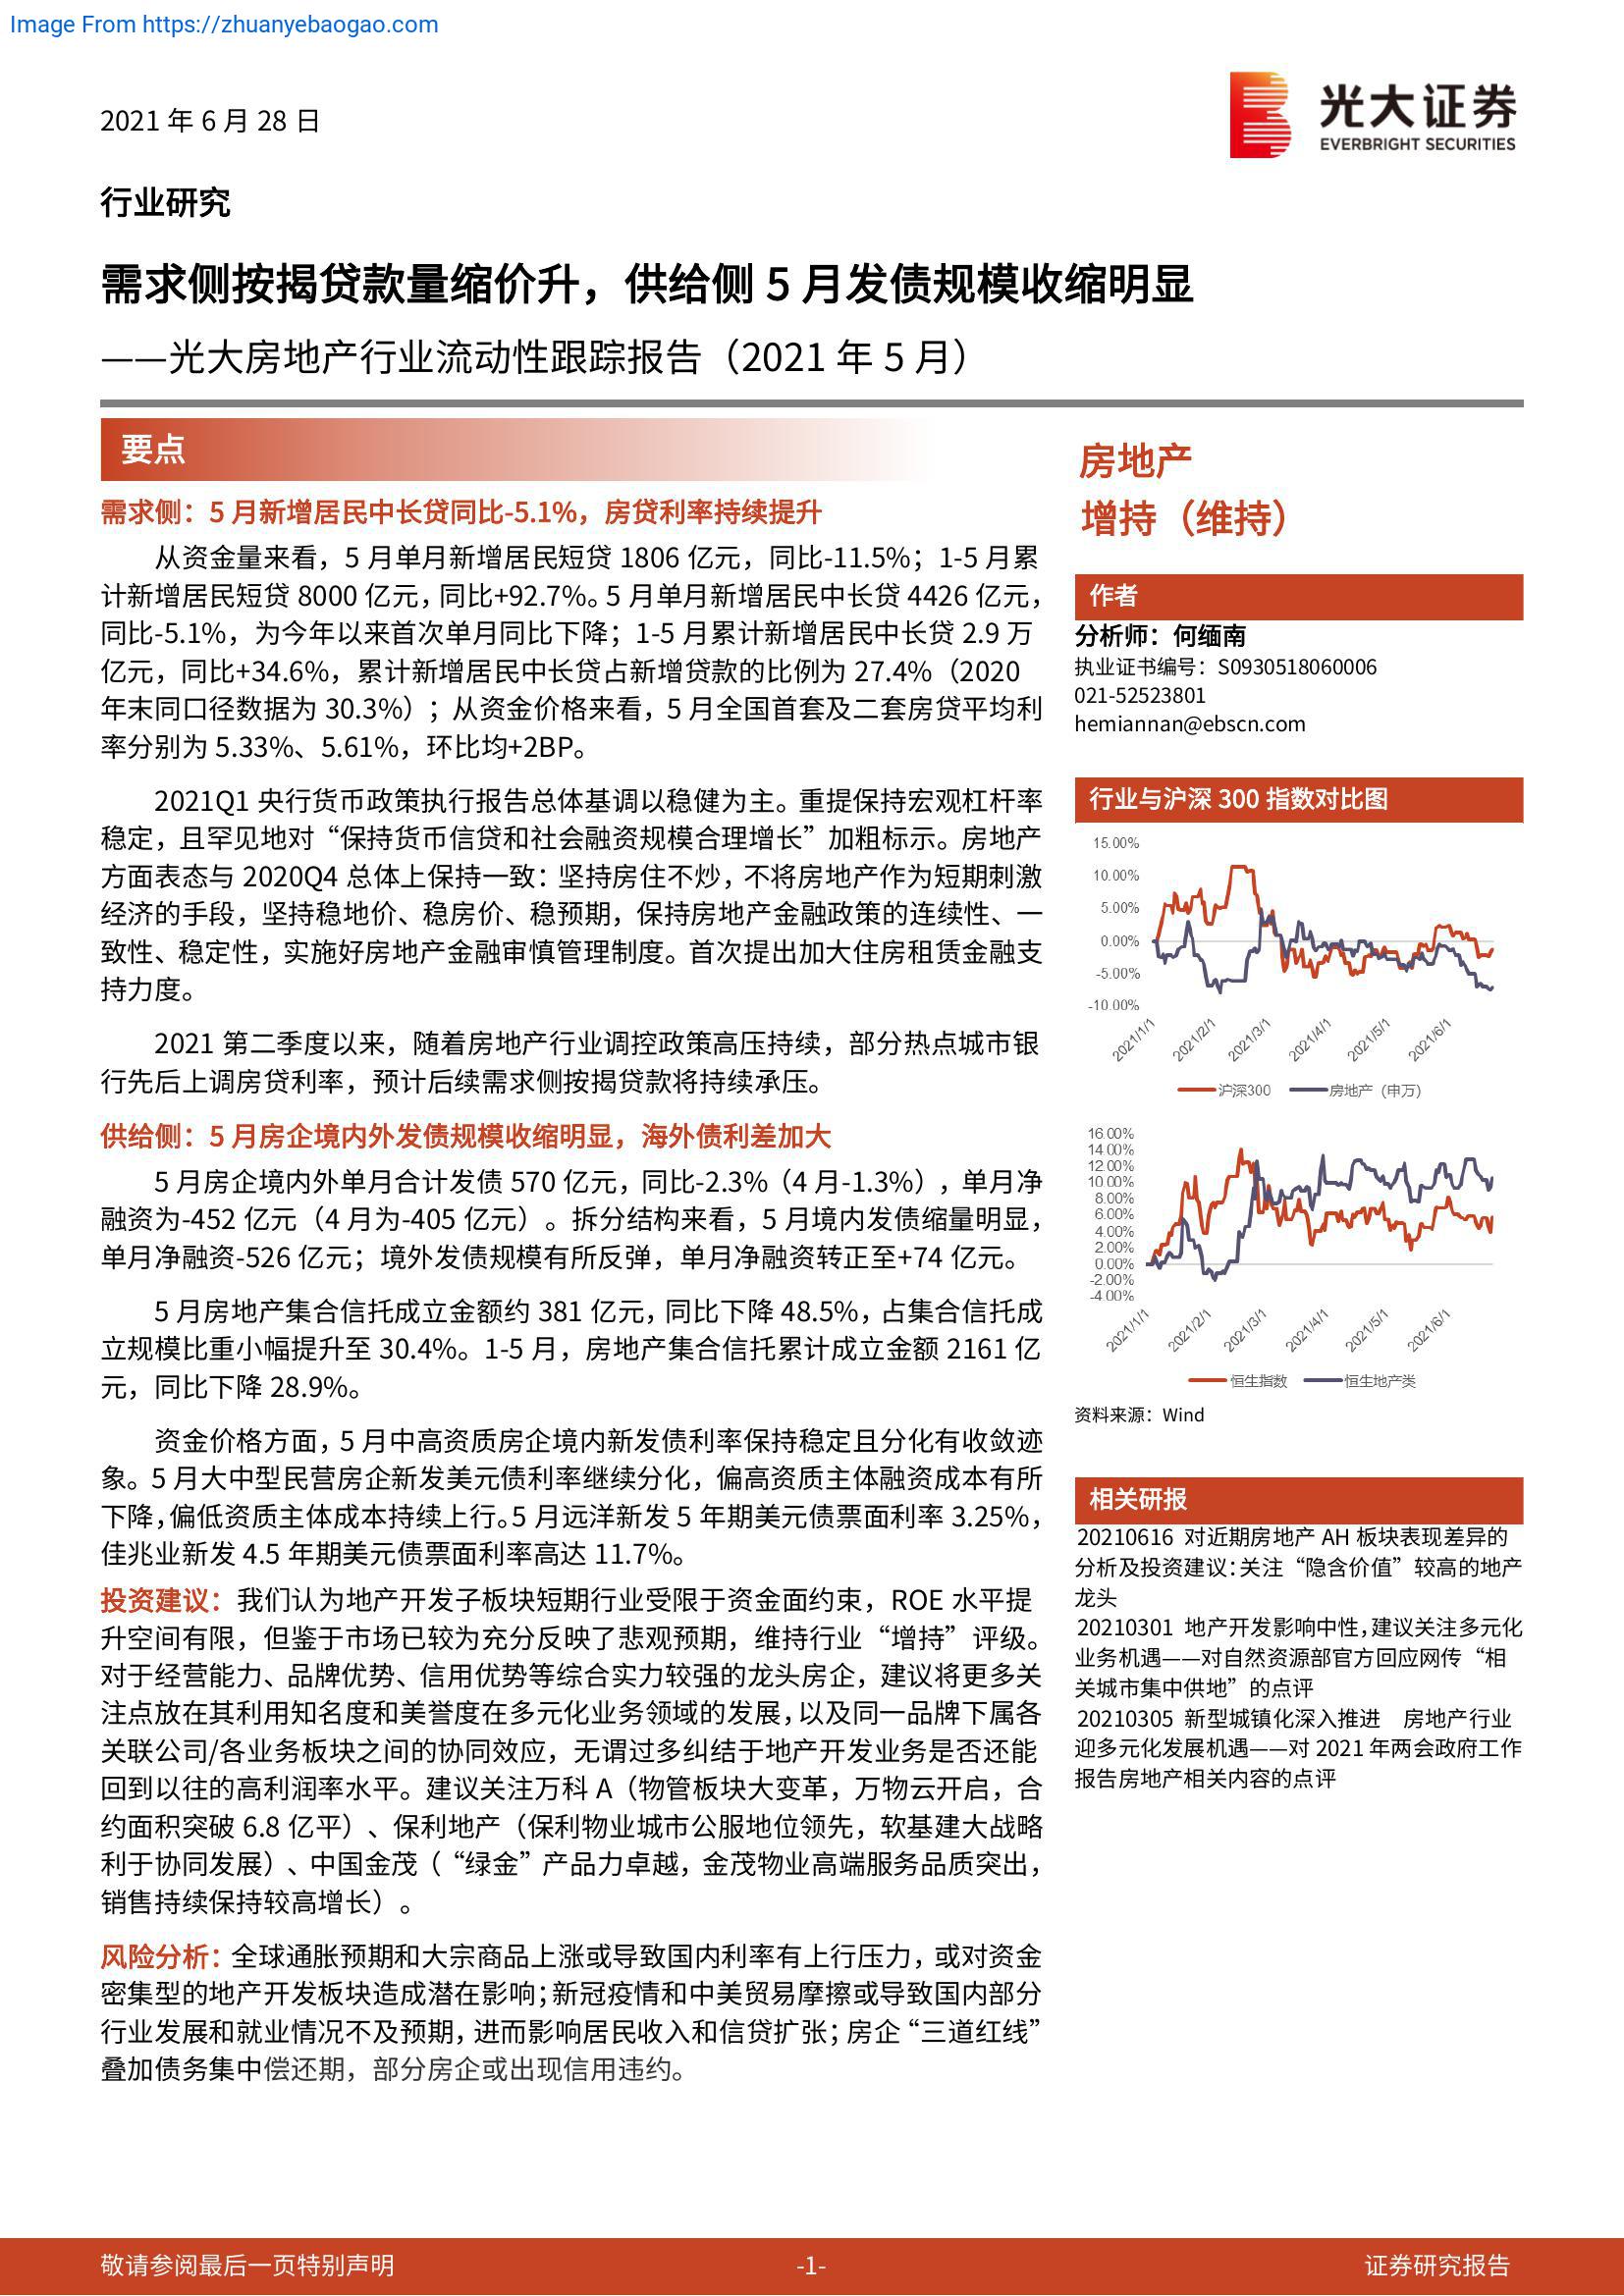 Image From https://zhuanyebaogao.com
2021 年 6 月 28 日
光大证券
EVERBRIGHT SECURITIES
行业研究
需求侧按揭贷款量缩价升，供给侧 5 月发债规模收缩明显
——光大房地产行业流动性跟踪报告（2021 年 5 月）
要点
需求侧：5 月新增居民中长贷同比-5.1%，房贷利率持续提升
从资金量来看，5 月单月新增居民短贷 1806 亿元，同比-11.5%；1-5 月累
计新增居民短贷 8000 亿元，同比+92.7%。5 月单月新增居民中长贷 4426 亿元，
同比-5.1%，为今年以来首次单月同比下降；1-5 月累计新增居民中长贷 2.9 万
亿元，同比+34.6%，累计新增居民中长贷占新增贷款的比例为 27.4%（2020
年末同口径数据为 30.3%）；从资金价格来看，5 月全国首套及二套房贷平均利
率分别为 5.33%、5.61%，环比均+2BP。
2021Q1 央行货币政策执行报告总体基调以稳健为主。重提保持宏观杠杆率
稳定，且罕见地对“保持货币信贷和社会融资规模合理增长”加粗标示。房地产
方面表态与 2020Q4 总体上保持一致：坚持房住不炒，不将房地产作为短期刺激
经济的手段，坚持稳地价、稳房价、稳预期，保持房地产金融政策的连续性、一
致性、稳定性，实施好房地产金融审慎管理制度。首次提出加大住房租赁金融支
持力度。
2021 第二季度以来，随着房地产行业调控政策高压持续，部分热点城市银
行先后上调房贷利率，预计后续需求侧按揭贷款将持续承压。
供给侧：5 月房企境内外发债规模收缩明显，海外债利差加大
5 月房企境内外单月合计发债 570 亿元，同比-2.3%（4 月-1.3%），单月净
融资为-452 亿元（4 月为-405 亿元）。拆分结构来看，5 月境内发债缩量明显，
单月净融资-526 亿元；境外发债规模有所反弹，单月净融资转正至+74 亿元。
5 月房地产集合信托成立金额约 381 亿元，同比下降 48.5%，占集合信托成
立规模比重小幅提升至 30.4%。1-5 月，房地产集合信托累计成立金额 2161 亿
元，同比下降 28.9%。
资金价格方面，5 月中高资质房企境内新发债利率保持稳定且分化有收敛迹
象。5 月大中型民营房企新发美元债利率继续分化，偏高资质主体融资成本有所
下降，偏低资质主体成本持续上行。5 月远洋新发 5 年期美元债票面利率 3.25%，
佳兆业新发 4.5 年期美元债票面利率高达 11.7%。
投资建议：我们认为地产开发子板块短期行业受限于资金面约束，ROE 水平提
升空间有限，但鉴于市场已较为充分反映了悲观预期，维持行业“增持”评级。
对于经营能力、品牌优势、信用优势等综合实力较强的龙头房企，建议将更多关
注点放在其利用知名度和美誉度在多元化业务领域的发展，以及同一品牌下属各
关联公司/各业务板块之间的协同效应，无谓过多纠结于地产开发业务是否还能
回到以往的高利润率水平。建议关注万科 A（物管板块大变革，万物云开启，合
约面积突破 6.8 亿平）、保利地产（保利物业城市公服地位领先，软基建大战略
利于协同发展）、中国金茂（“绿金”产品力卓越，金茂物业高端服务品质突出，
销售持续保持较高增长）。
风险分析：全球通胀预期和大宗商品上涨或导致国内利率有上行压力，或对资金
密集型的地产开发板块造成潜在影响；新冠疫情和中美贸易摩擦或导致国内部分
行业发展和就业情况不及预期，进而影响居民收入和信贷扩张；房企“三道红线”
叠加债务集中偿还期，部分房企或出现信用违约。
房地产
增持（维持）
作者
分析师：何缅南
执业证书编号：S0930518060006
021-52523801
hemiannan@ebscn.com
行业与沪深 300 指数对比图
15.00%
10.00%
5.00%
0.00%
-5.00%
-10.00%
2021/1/1
2021/2/1
2021/3/1
2021/4/1
2021/5/1
2021/6/1
沪深300 房地产（申万）
16.00%
14.00%
12.00%
10.00%
8.00%
6.00%
4.00%
2.00%
0.00%
-2.00%
-4.00%
2021/1/1
2021/2/1
2021/3/1
2021/4/1
2021/5/1
2021/6/1
恒生指数 恒生地产类
资料来源：Wind
相关研报
20210616 对近期房地产 AH 板块表现差异的
分析及投资建议：关注“隐含价值”较高的地产
龙头
20210301 地产开发影响中性，建议关注多元化
业务机遇——对自然资源部官方回应网传“相
关城市集中供地”的点评
20210305 新型城镇化深入推进 房地产行业
迎多元化发展机遇——对 2021 年两会政府工作
报告房地产相关内容的点评
敬请参阅最后一页特别声明
-1-
证券研究报告